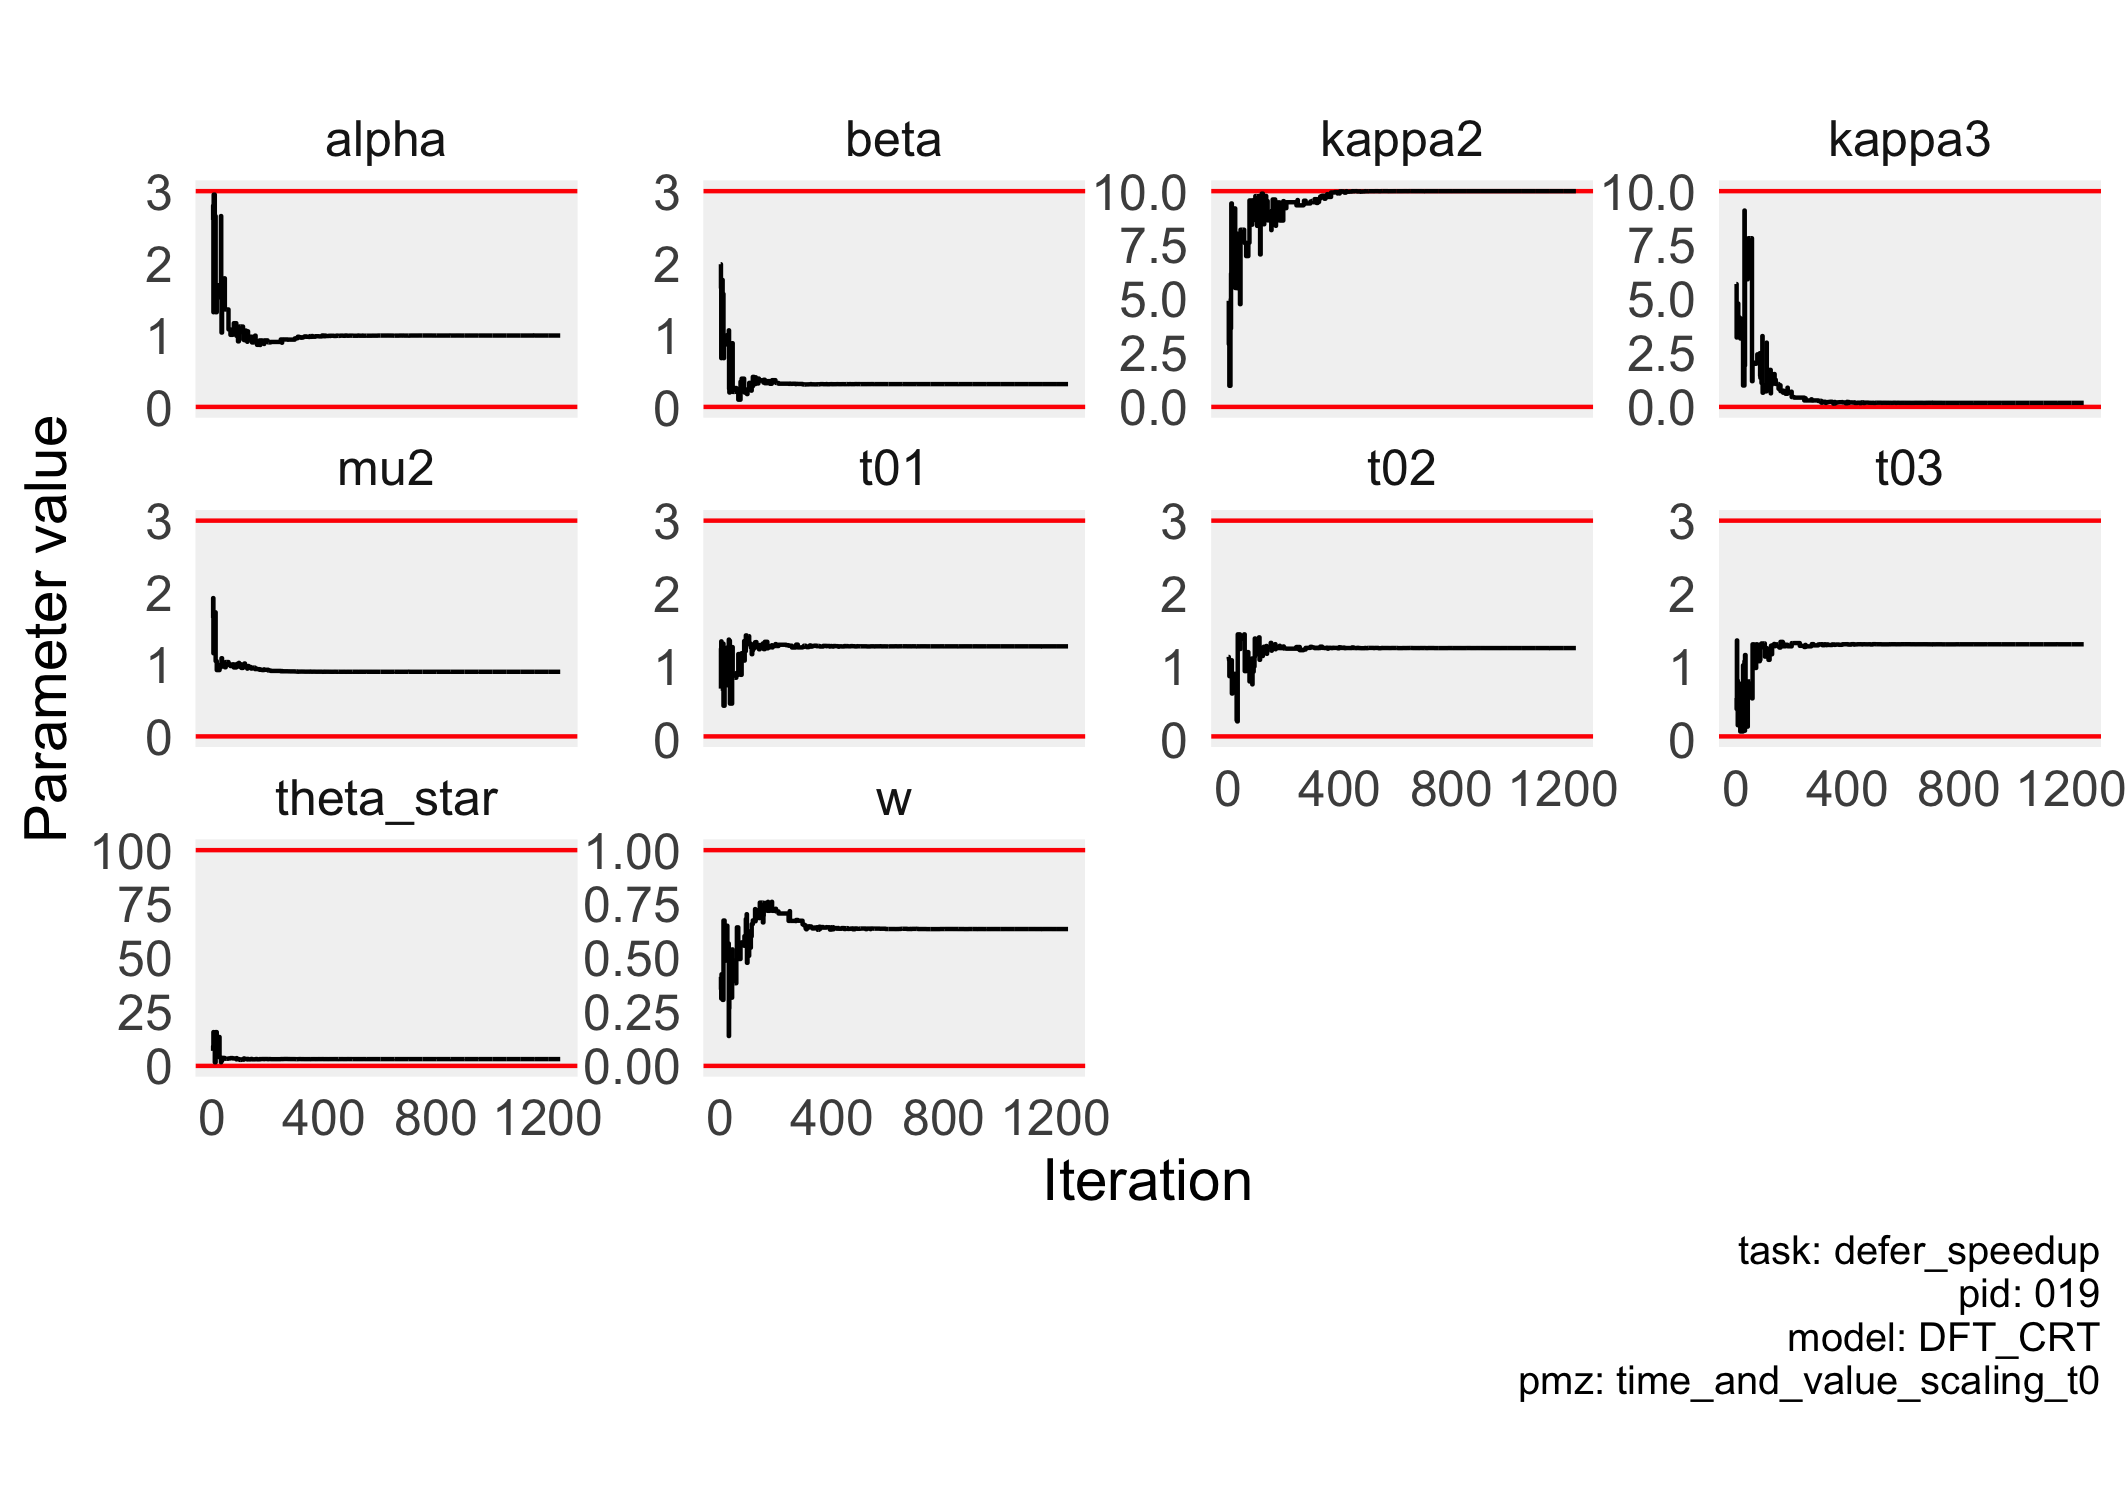 alpha beta kappa2 kappa3
3 3 10.0 10.0
2 2 7.5 7.5
5.0 5.0
1 1 2.5 2.5
0 0 0.0 0.0
mu2 t01 t02 t03
3 3 3 3
2 2 2 2
1 1 1 1
0 0 0 0
0 400 800 1200 0 400 800 1200
theta_star w
100 1.00
75 0.75
50 0.50
25 0.25
0 0.00
0 400 800 1200 0 400 800 1200
Parameter value
Iteration
task: defer_speedup
pid: 019
model: DFT_CRT
pmz: time_and_value_scaling_t0